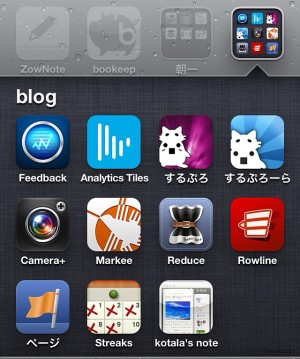 ZowNote bookeep 朝一
blog
Feedback Analytics Tiles するぷろ するぷろーら
Camera+ Markee Reduce Rowline
ページ Streaks kotala's note